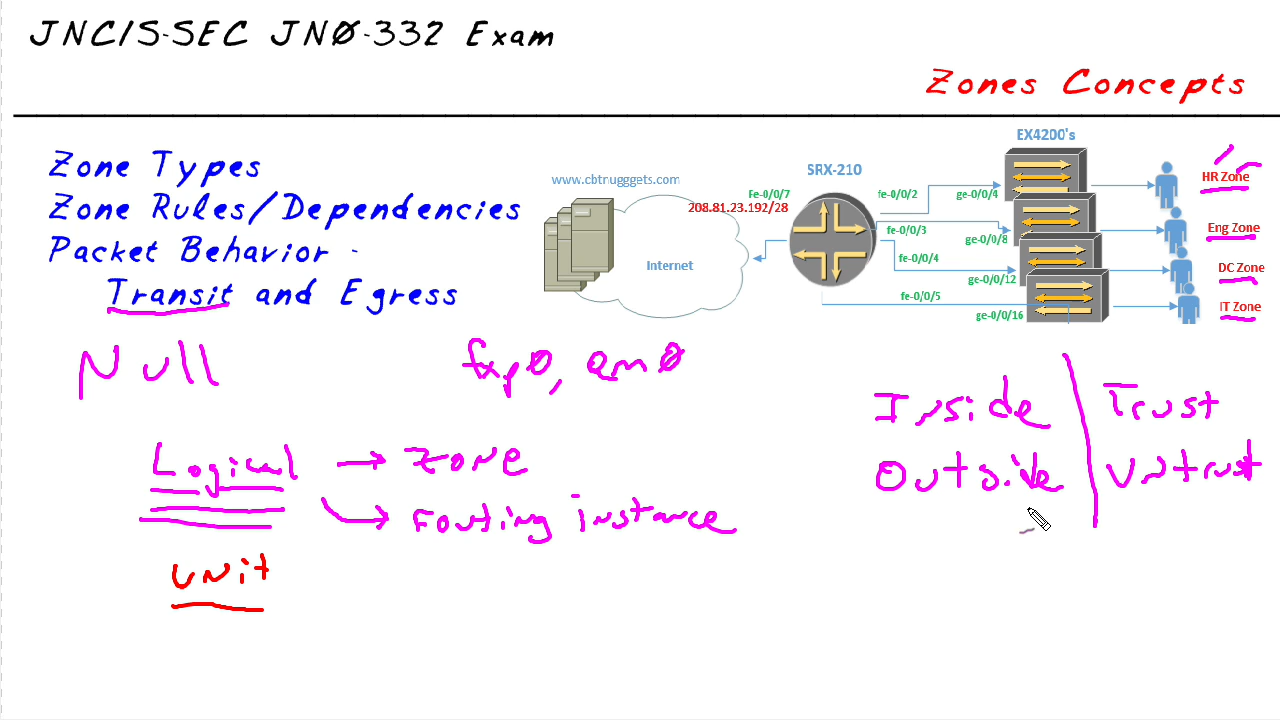 JNCIS-SEC JN0-332 Exam
Zones Concepts
Zone Types
Zone Rules/Dependencies
Packet Behavior -
Transit and Egress
www.cbtrugggets.com
Internet
Fe-0/0/7
208.81.23.192/28
SRX-210
fe-0/0/2
fe-0/0/3
fe-0/0/4
fe-0/0/5
EX4200's
ge-0/0/4
ge-0/0/8
ge-0/0/12
ge-0/0/16
HR Zone
Eng Zone
DC Zone
IT Zone
Null
fxp0, em0
Logical → Zone
→ routing instance
unit
Inside | Trust
Outside | Untrust